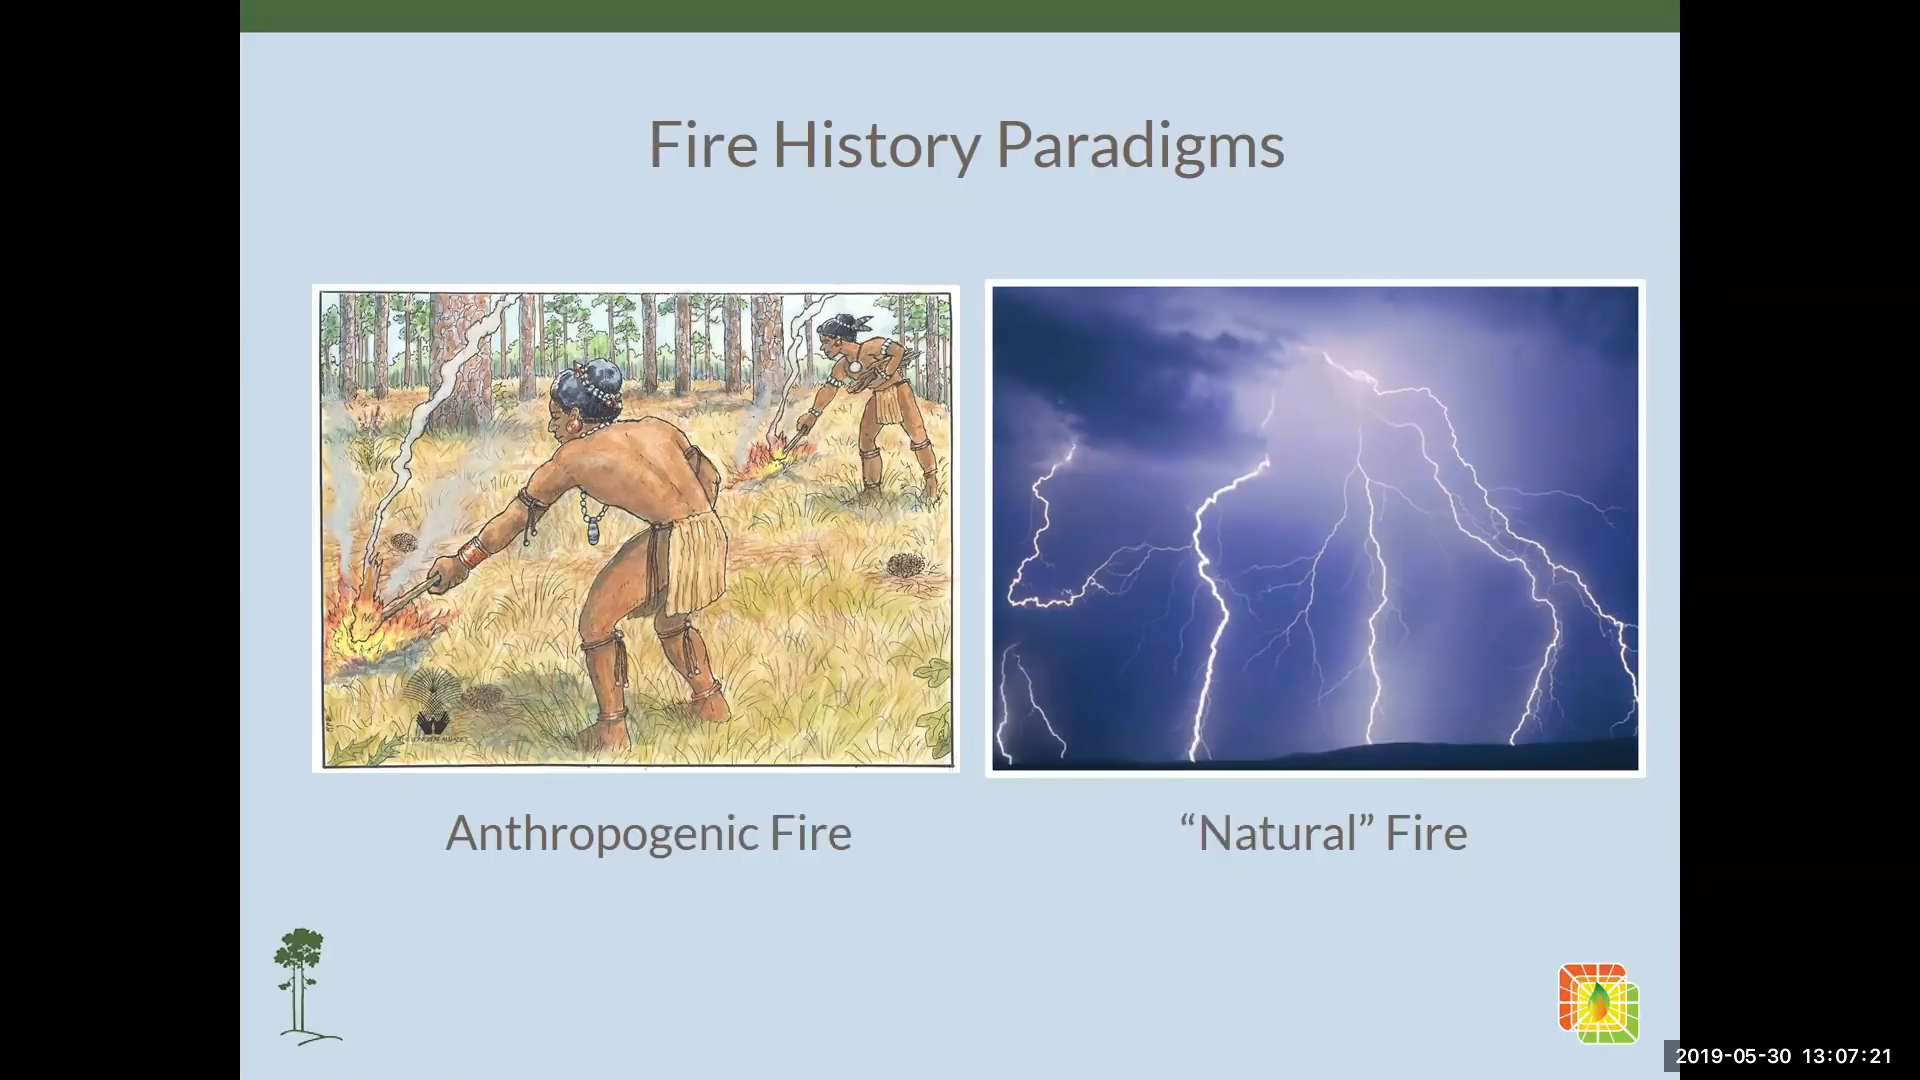 Fire History Paradigms
Anthropogenic Fire
“Natural” Fire
2019-05-30 13:07:21